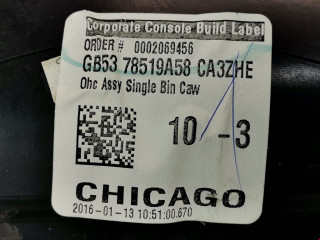 Corporate Console Build Label
ORDER # 0002069456
GB53 78519A58 CA3ZHE
Ohc Assy Single Bin Caw
10 -3
CHICAGO
2016-01-13 10:51:00.670